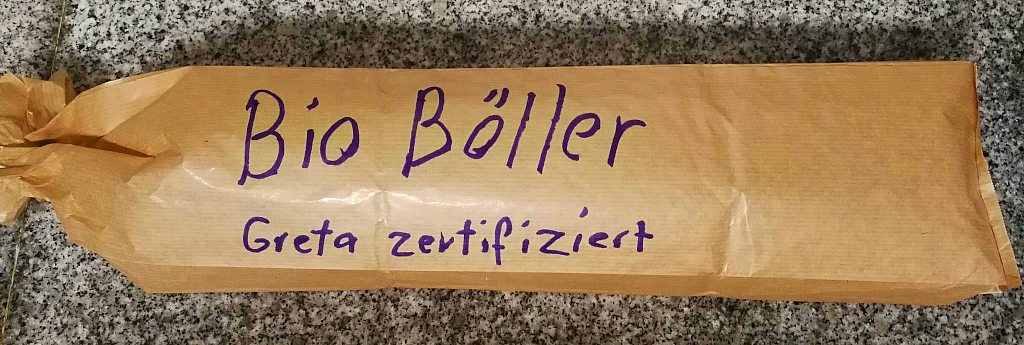 Bio Böller
Greta zertifiziert